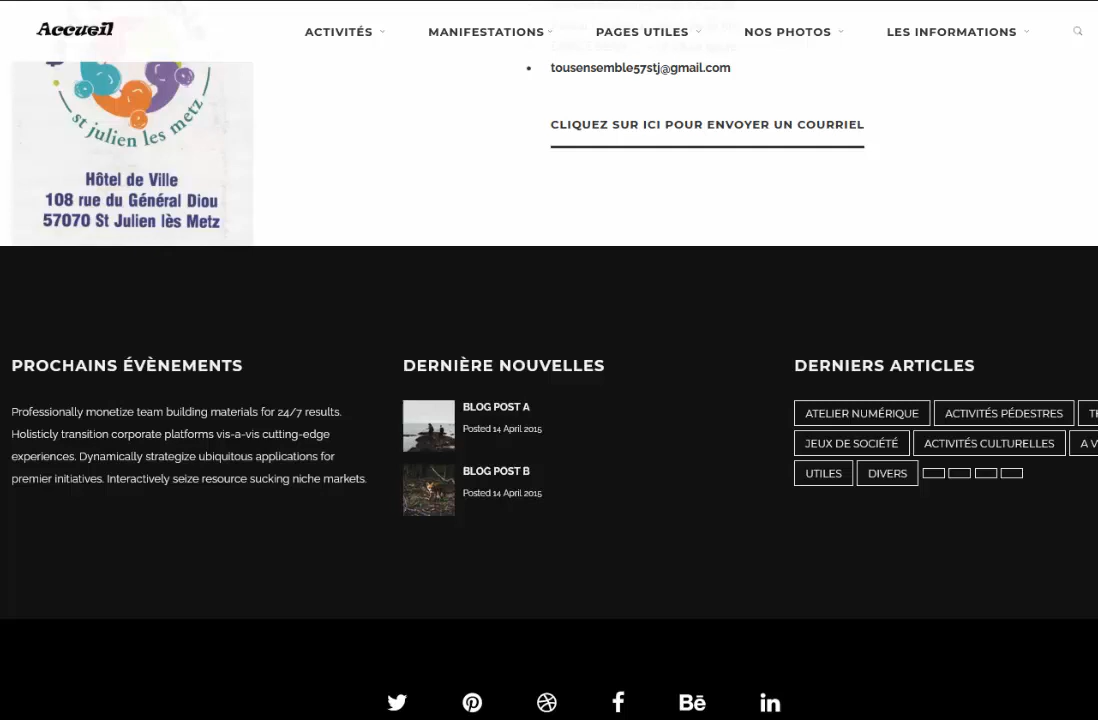 Accueil
ACTIVITÉS
MANIFESTATIONS
PAGES UTILES
NOS PHOTOS
LES INFORMATIONS
tousensemble57stj@gmail.com
CLIQUEZ SUR ICI POUR ENVOYER UN COURRIEL
st julien les metz
Hôtel de Ville
108 rue du Général Diou
57070 St Julien lès Metz
PROCHAINS ÉVÈNEMENTS
Professionally monetize team building materials for 24/7 results.
Holisticly transition corporate platforms vis-a-vis cutting-edge
experiences. Dynamically strategize ubiquitous applications for
premier initiatives. Interactively seize resource sucking niche markets.
DERNIÈRE NOUVELLES
BLOG POST A
Posted 14 April 2015
BLOG POST B
Posted 14 April 2015
DERNIERS ARTICLES
ATELIER NUMÉRIQUE
ACTIVITÉS PÉDESTRES
JEUX DE SOCIÉTÉ
ACTIVITÉS CULTURELLES
UTILES
DIVERS